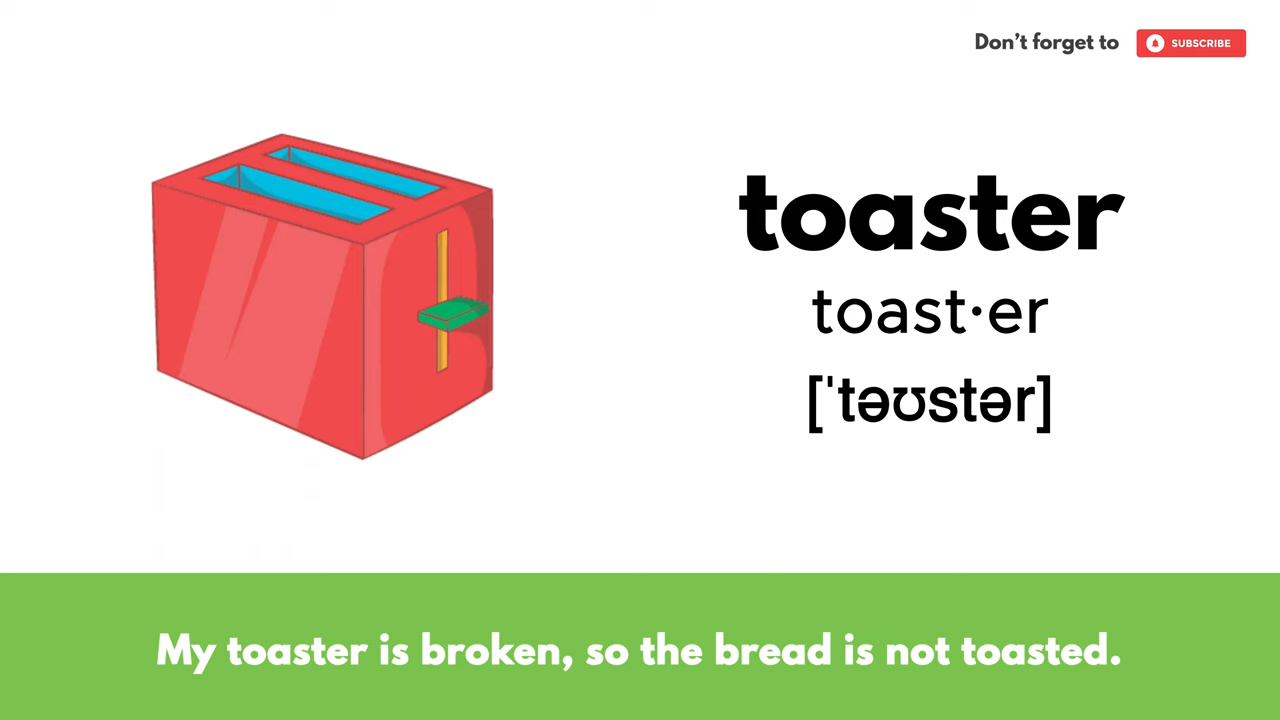 Don't forget to SUBSCRIBE
toaster
toast·er
[ˈtəʊstər]
My toaster is broken, so the bread is not toasted.